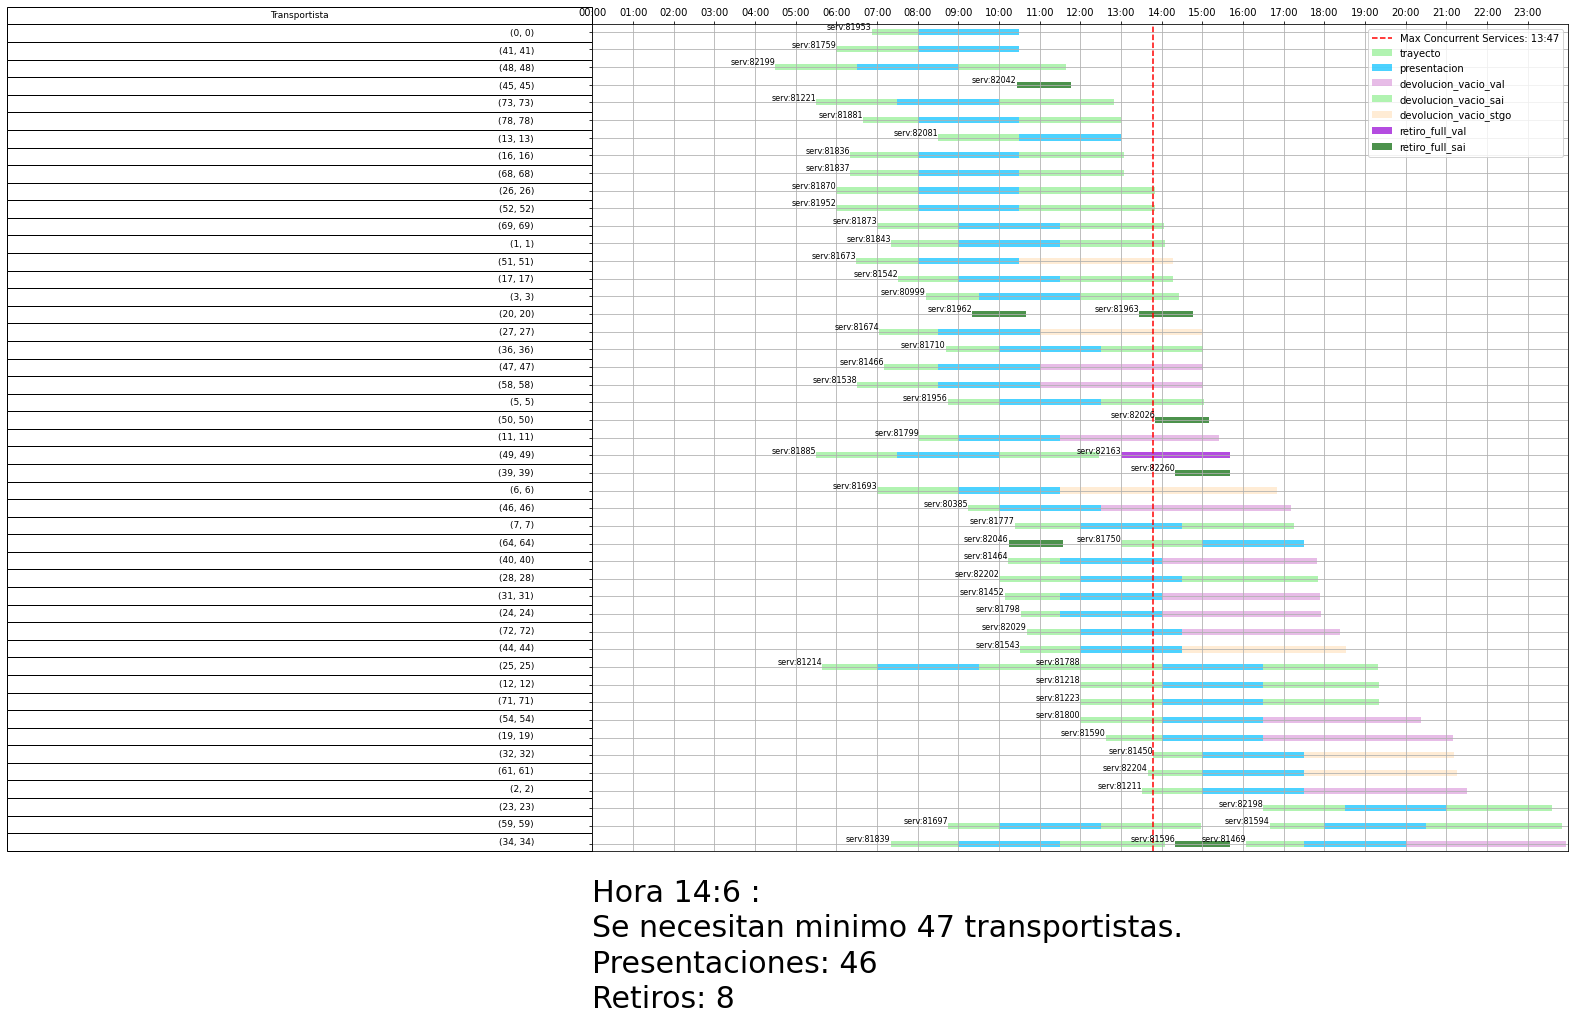 Transportista
00:00 01:00 02:00 03:00 04:00 05:00 06:00 07:00 08:00 09:00 10:00 11:00 12:00 13:00 14:00 15:00 16:00 17:00 18:00 19:00 20:00 21:00 22:00 23:00
Max Concurrent Services: 13:47
trayecto
presentacion
devolucion_vacio_val
devolucion_vacio_sai
devolucion_vacio_stgo
retiro_full_val
retiro_full_sai
(0, 0) serv:81953
(41, 41) serv:81759
(48, 48) serv:82199
(45, 45) serv:82042
(73, 73) serv:81221
(78, 78) serv:81881
(13, 13) serv:82081
(16, 16) serv:81836
(68, 68) serv:81837
(26, 26) serv:81870
(52, 52) serv:81952
(69, 69) serv:81873
(1, 1) serv:81843
(51, 51) serv:81673
(17, 17) serv:81542
(3, 3) serv:80999
(20, 20) serv:81962 serv:81963
(27, 27) serv:81674
(36, 36) serv:81710
(47, 47) serv:81466
(58, 58) serv:81538
(5, 5) serv:81956
(50, 50) serv:82026
(11, 11) serv:81799
(49, 49) serv:81885 serv:82163
(39, 39) serv:82260
(6, 6) serv:81693
(46, 46) serv:80385
(7, 7) serv:81777
(64, 64) serv:82046 serv:81750
(40, 40) serv:81464
(28, 28) serv:82202
(31, 31) serv:81452
(24, 24) serv:81798
(72, 72) serv:82029
(44, 44) serv:81543
(25, 25) serv:81214 serv:81788
(12, 12) serv:81218
(71, 71) serv:81223
(54, 54) serv:81800
(19, 19) serv:81590
(32, 32) serv:81450
(61, 61) serv:82204
(2, 2) serv:81211
(23, 23) serv:82198
(59, 59) serv:81697 serv:81594
(34, 34) serv:81839 serv:81596 serv:81469
Hora 14:6 :
Se necesitan minimo 47 transportistas.
Presentaciones: 46
Retiros: 8